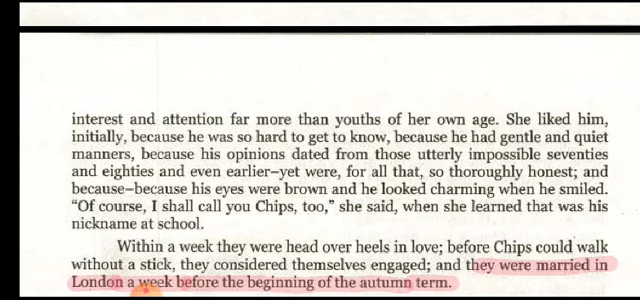 interest and attention far more than youths of her own age. She liked him,
initially, because he was so hard to get to know, because he had gentle and quiet
manners, because his opinions dated from those utterly impossible seventies
and eighties and even earlier–yet were, for all that, so thoroughly honest; and
because–because his eyes were brown and he looked charming when he smiled.
"Of course, I shall call you Chips, too," she said, when she learned that was his
nickname at school.
Within a week they were head over heels in love; before Chips could walk
without a stick, they considered themselves engaged; and they were married in
London a week before the beginning of the autumn term.